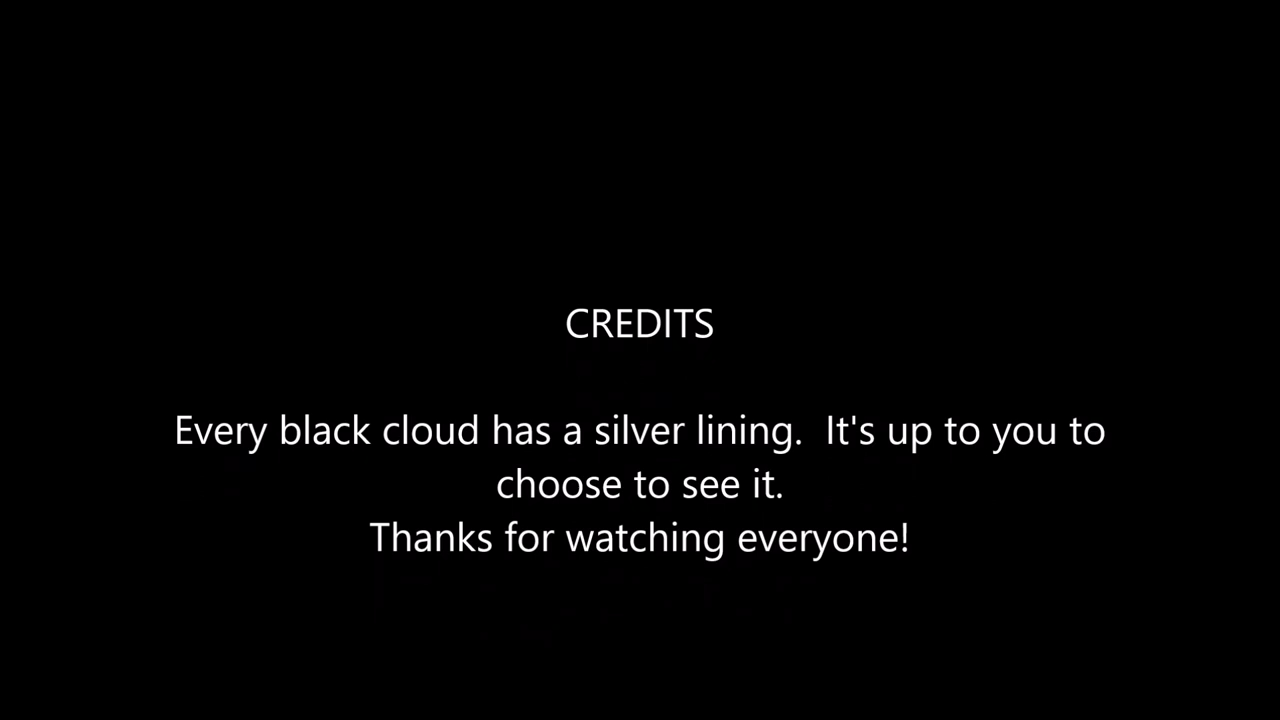 CREDITS
Every black cloud has a silver lining.  It's up to you to
choose to see it.
Thanks for watching everyone!